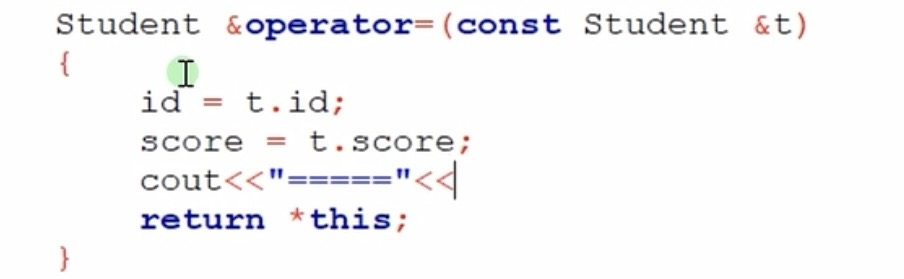 Student &operator=(const Student &t)
{
id = t.id;
score = t.score;
cout<<"====="<<
return *this;
}